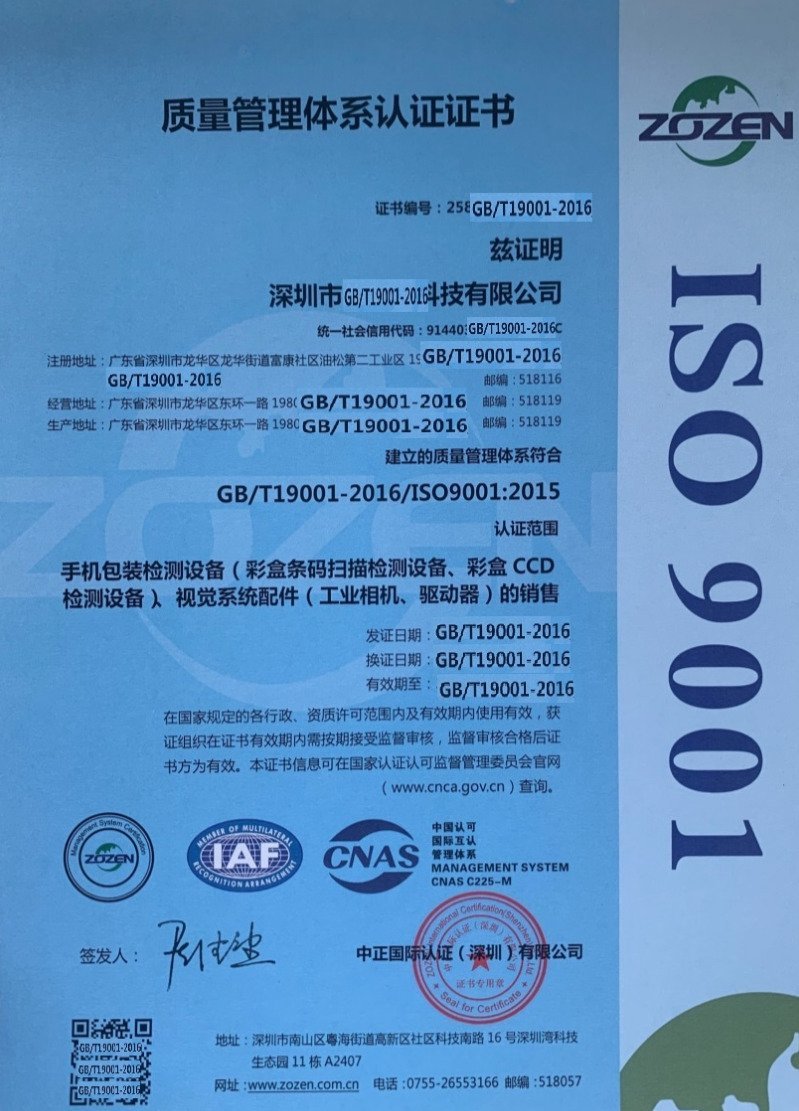 质量管理体系认证证书
ZOZEN
证书编号：258GB/T19001-2016
兹证明
深圳市GB/T19001-2016科技有限公司
统一社会信用代码：91440GB/T19001-2016C
注册地址：广东省深圳市龙华区龙华街道富康社区油松第二工业区 19GB/T19001-2016
GB/T19001-2016 邮编：518116
经营地址：广东省深圳市龙华区东环一路 1980GB/T19001-2016 邮编：518119
生产地址：广东省深圳市龙华区东环一路 1980GB/T19001-2016 邮编：518119
建立的质量管理体系符合
GB/T19001-2016/ISO9001:2015
认证范围
手机包装检测设备（彩盒条码扫描检测设备、彩盒 CCD
检测设备）、视觉系统配件（工业相机、驱动器）的销售
发证日期：GB/T19001-2016
换证日期：GB/T19001-2016
有效期至：GB/T19001-2016
在国家规定的各行政、资质许可范围内及有效期内使用有效，获
证组织在证书有效期内需按期接受监督审核，监督审核合格后证
书方为有效。本证书信息可在国家认证认可监督管理委员会官网
（www.cnca.gov.cn）查询。
ISO 9001
Management System Certification
ZOZEN
MEMBER OF MULTILATERAL
IAF
RECOGNITION ARRANGEMENT
CNAS
中国认可
国际互认
管理体系
MANAGEMENT SYSTEM
CNAS C225-M
签发人：
中正国际认证（深圳）有限公司
证书专用章
Seal for Certificate
GB/T19001-2016
GB/T19001-2016
GB/T19001-2016
地址：深圳市南山区粤海街道高新区社区科技南路 16 号深圳湾科技
生态园 11 栋 A2407
网址：www.zozen.com.cn 电话：0755-26553166 邮编：518057